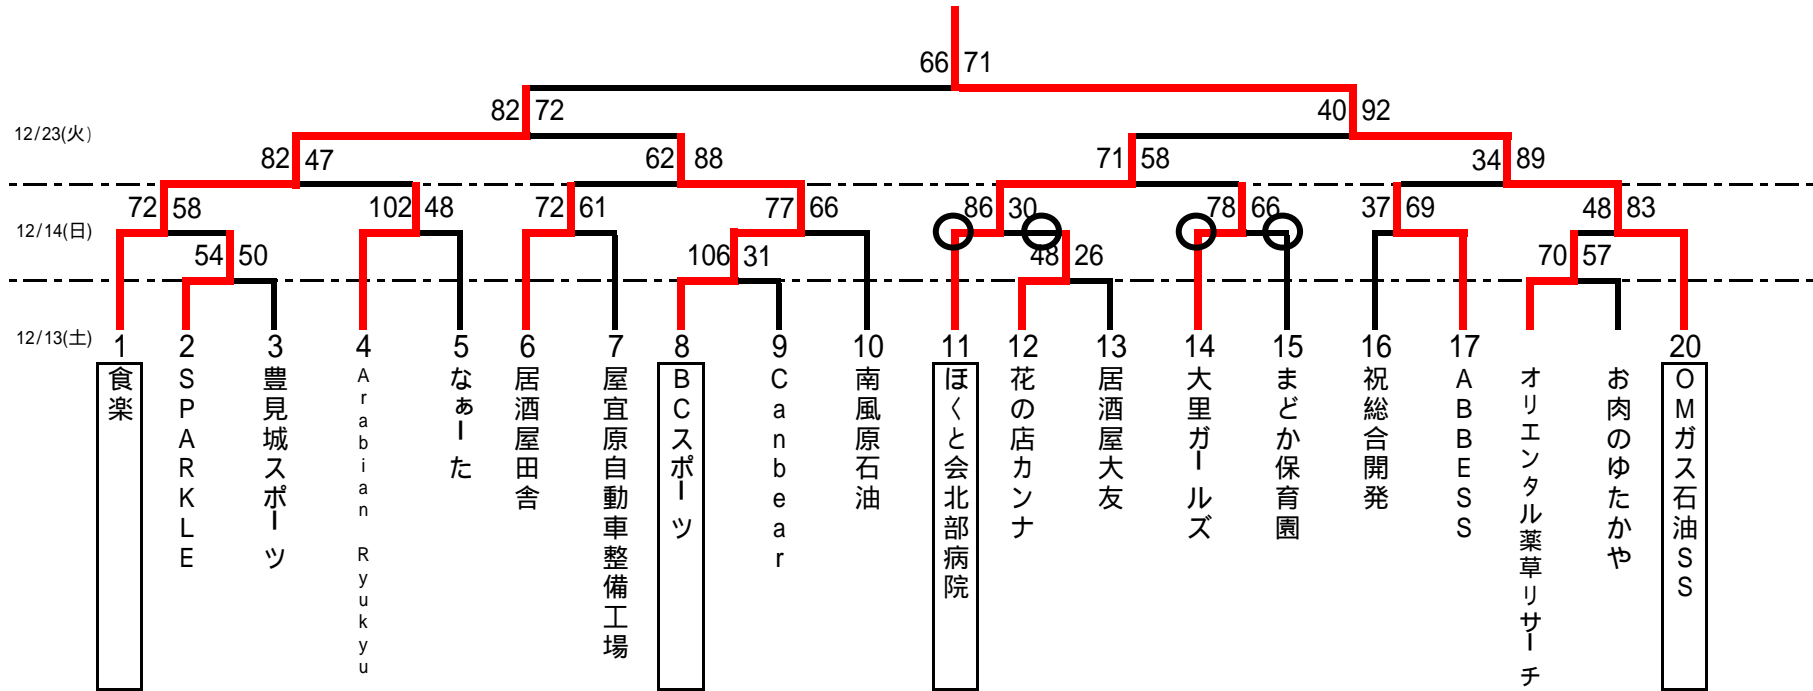 66 71
82 72 40 92
12/23(火)
82 47 62 88 71 58 34 89
72 58 102 48 72 61 77 66 86 30 78 66 37 69 48 83
12/14(日)
54 50 106 31 48 26 70 57
12/13(土)
1 2 3 4 5 6 7 8 9 10 11 12 13 14 15 16 17 20
食楽
SPARKLE
豊見城スポーツ
Arabian Ryukyu
なぁーた
居酒屋田舎
屋宜原自動車整備工場
BCスポーツ
Canbear
南風原石油
ほくと会北部病院
花の店カンナ
居酒屋大友
大里ガールズ
まどか保育園
祝総合開発
ABBESS
オリエンタル薬草リサーチ
お肉のゆたかや
OMガス石油SS